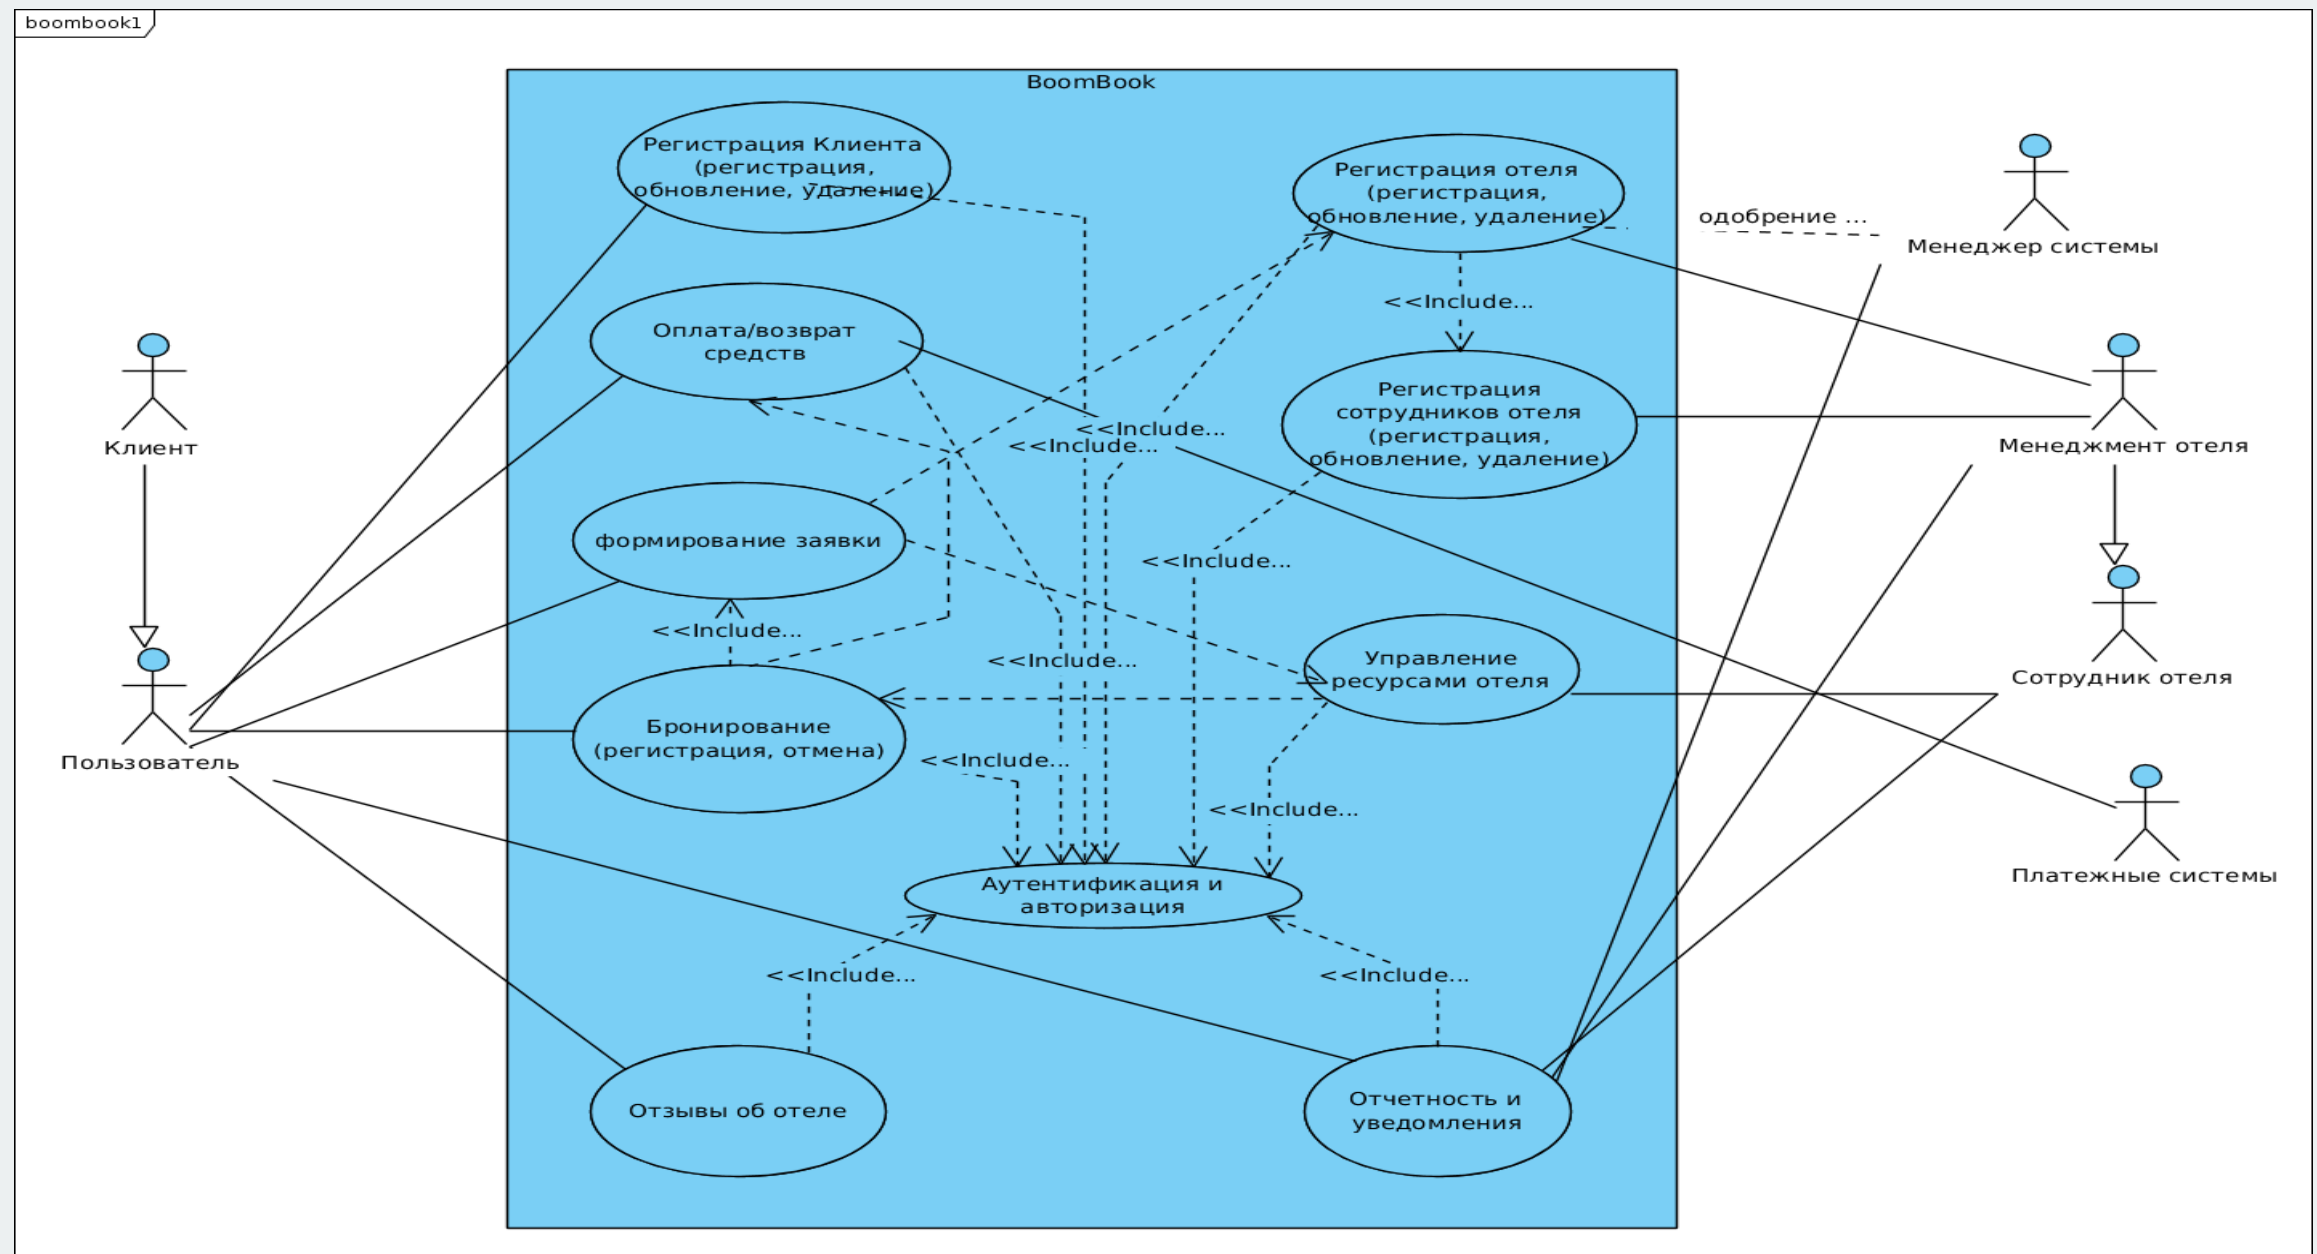 boombook1
BoomBook
Регистрация Клиента
(регистрация,
обновление, удаление)
Регистрация отеля
(регистрация,
обновление, удаление)
одобрение ...
Менеджер системы
<<Include...
Оплата/возврат
средств
Клиент
Регистрация
сотрудников отеля
(регистрация,
обновление, удаление)
<<Include...
<<Include...
Менеджмент отеля
формирование заявки
<<Include...
<<Include...
<<Include...
Управление
ресурсами отеля
Сотрудник отеля
Бронирование
(регистрация, отмена)
Пользователь
<<Include...
<<Include...
Аутентификация и
авторизация
Платежные системы
<<Include...
<<Include...
Отзывы об отеле
Отчетность и
уведомления